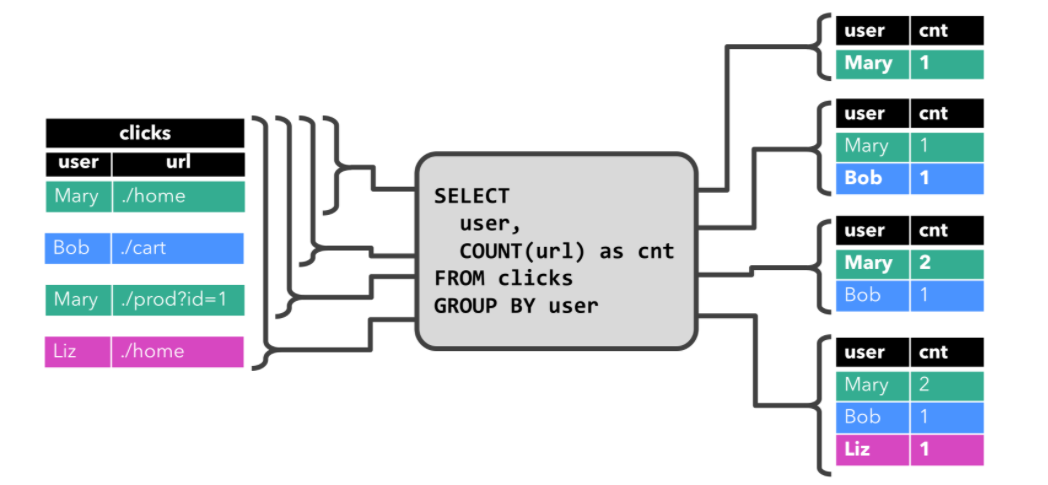 clicks
user url
Mary ./home
Bob ./cart
Mary ./prod?id=1
Liz ./home
SELECT
user,
COUNT(url) as cnt
FROM clicks
GROUP BY user
user cnt
Mary 1
user cnt
Mary 1
Bob 1
user cnt
Mary 2
Bob 1
user cnt
Mary 2
Bob 1
Liz 1